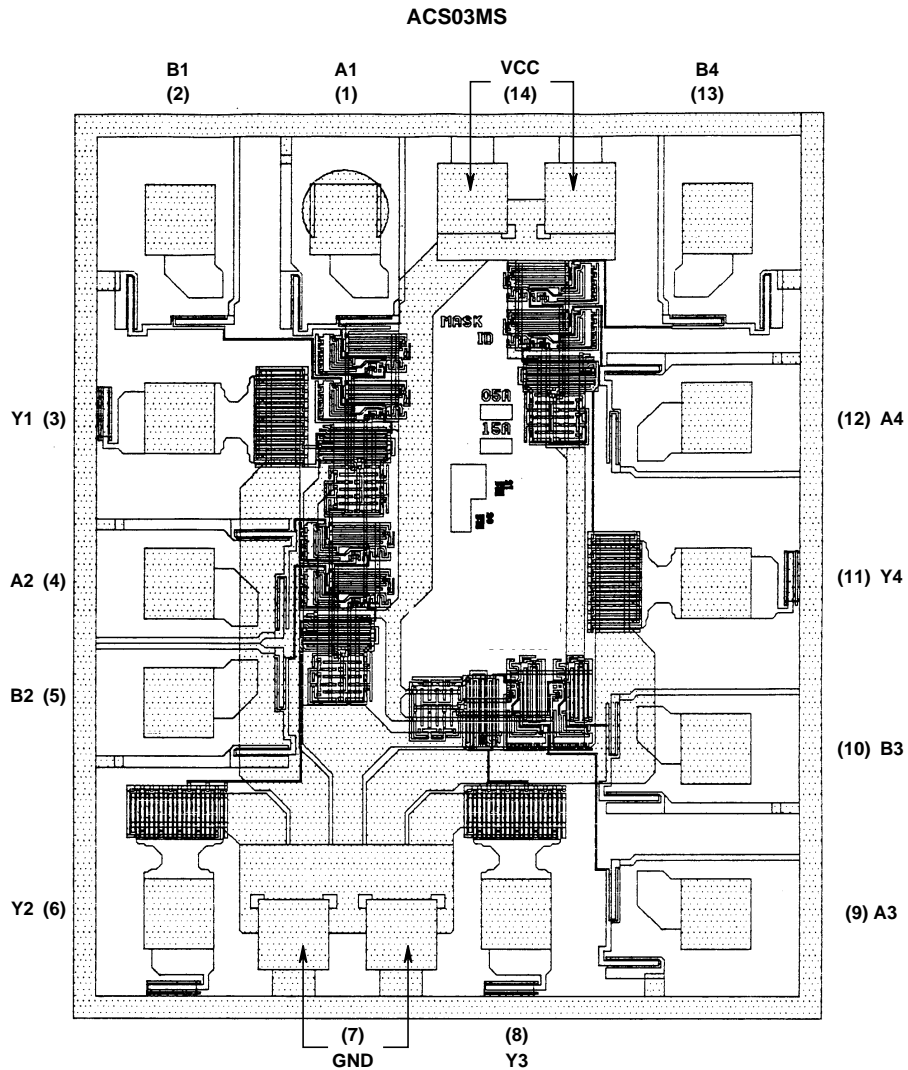 ACS03MS
B1
(2)
A1
(1)
VCC
(14)
B4
(13)
MASK
ID
Y1 (3)
05A
15A
(12) A4
A2 (4)
(11) Y4
B2 (5)
(10) B3
Y2 (6)
(9) A3
(7)
GND
(8)
Y3